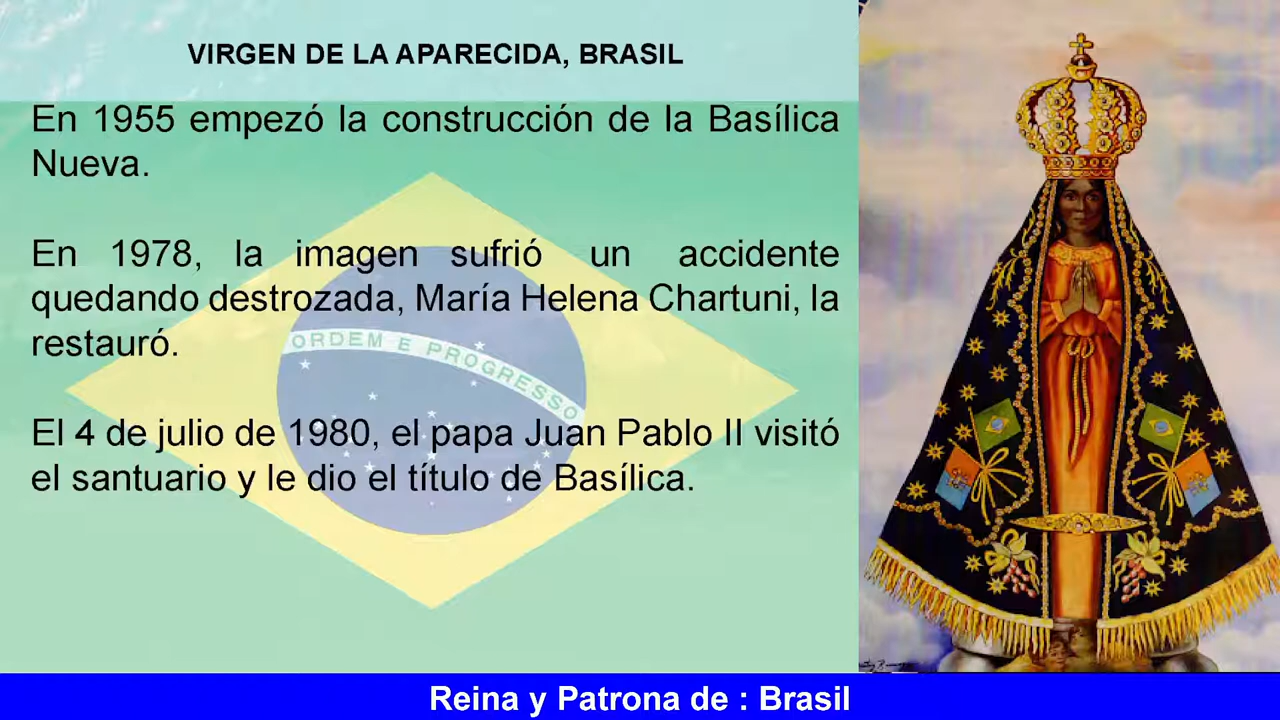 VIRGEN DE LA APARECIDA, BRASIL
En 1955 empezó la construcción de la Basílica
Nueva.
En 1978, la imagen sufrió un accidente
quedando destrozada, María Helena Chartuni, la
restauró.
ORDEM E PROGRESSO
El 4 de julio de 1980, el papa Juan Pablo II visitó
el santuario y le dio el título de Basílica.
Reina y Patrona de : Brasil